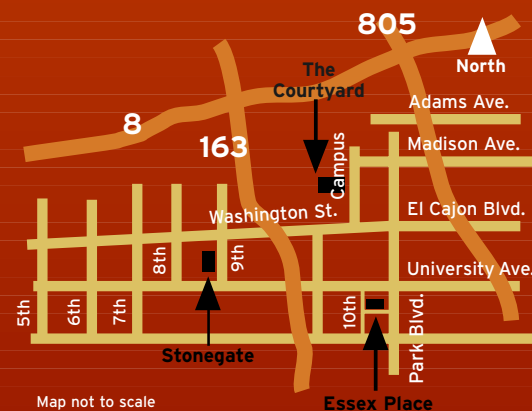 805
North
The
Courtyard
Adams Ave.
8
163
Madison Ave.
Campus
Washington St.
El Cajon Blvd.
8th
9th
University Ave.
5th
6th
7th
10th
Park Blvd.
Stonegate
Map not to scale
Essex Place